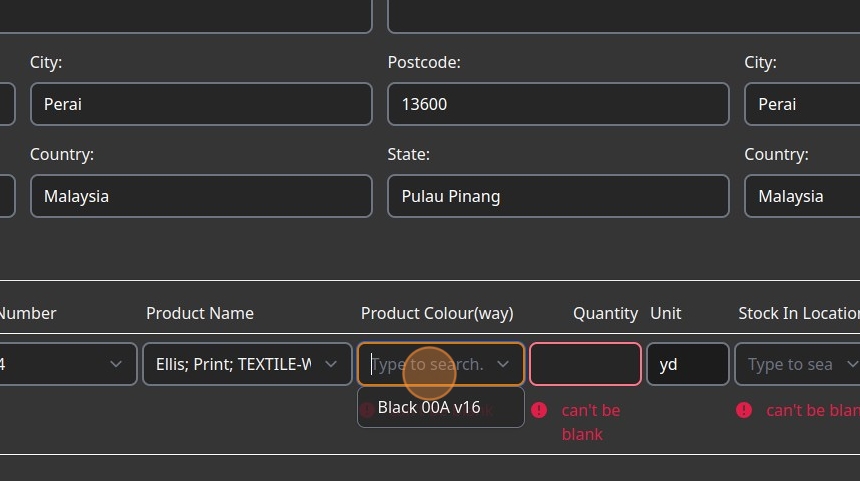 City: Postcode: City:
Perai 13600 Perai
Country: State: Country:
Malaysia Pulau Pinang Malaysia
Number Product Name Product Colour(way) Quantity Unit Stock In Location
4 Ellis; Print; TEXTILE-W Type to search. yd Type to sea
Black 00A v16 can't be can't be blan
blank